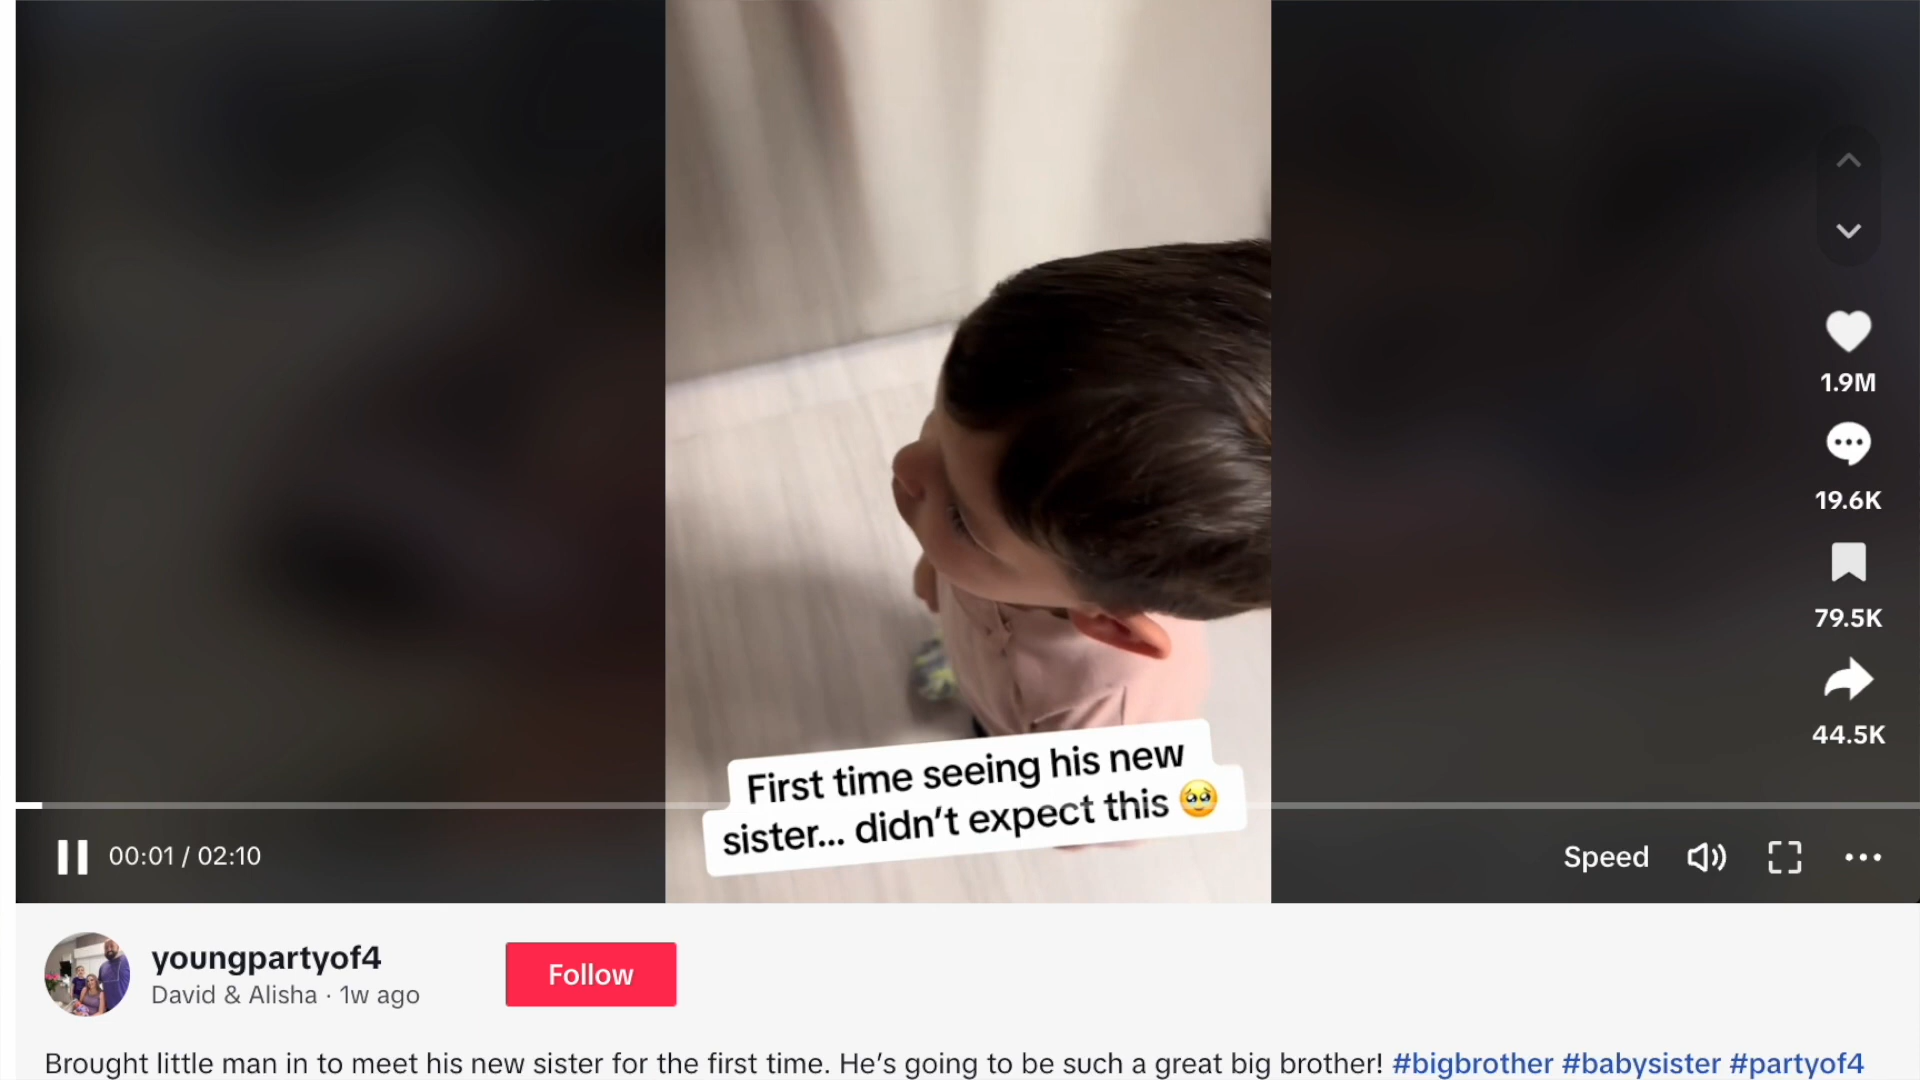 1.9M
19.6K
79.5K
44.5K
First time seeing his new
sister... didn’t expect this 🥹
00:01 / 02:10
Speed
youngpartyof4
David & Alisha · 1w ago
Follow
Brought little man in to meet his new sister for the first time. He’s going to be such a great big brother! #bigbrother #babysister #partyof4